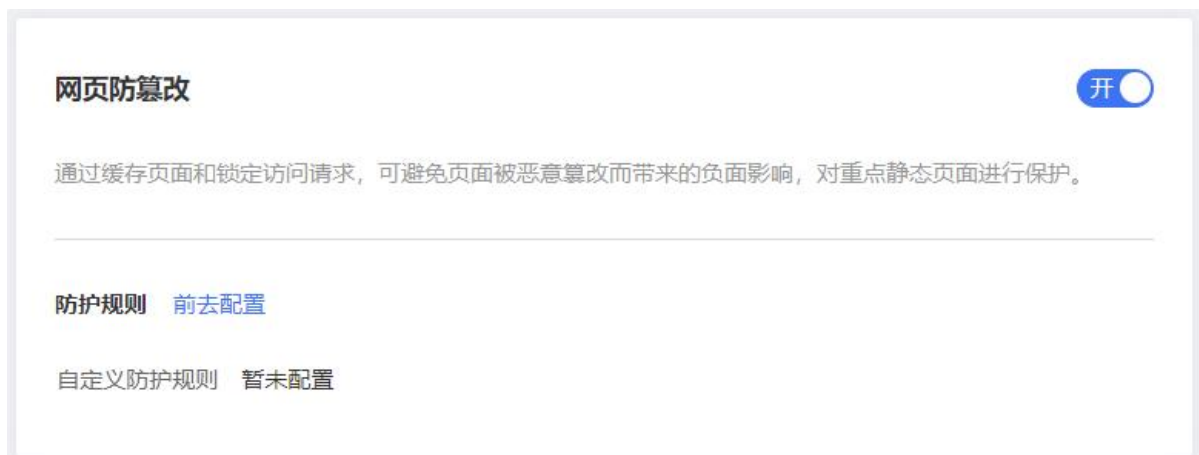 网页防篡改
开
通过缓存页面和锁定访问请求，可避免页面被恶意篡改而带来的负面影响，对重点静态页面进行保护。
防护规则 前去配置
自定义防护规则 暂未配置